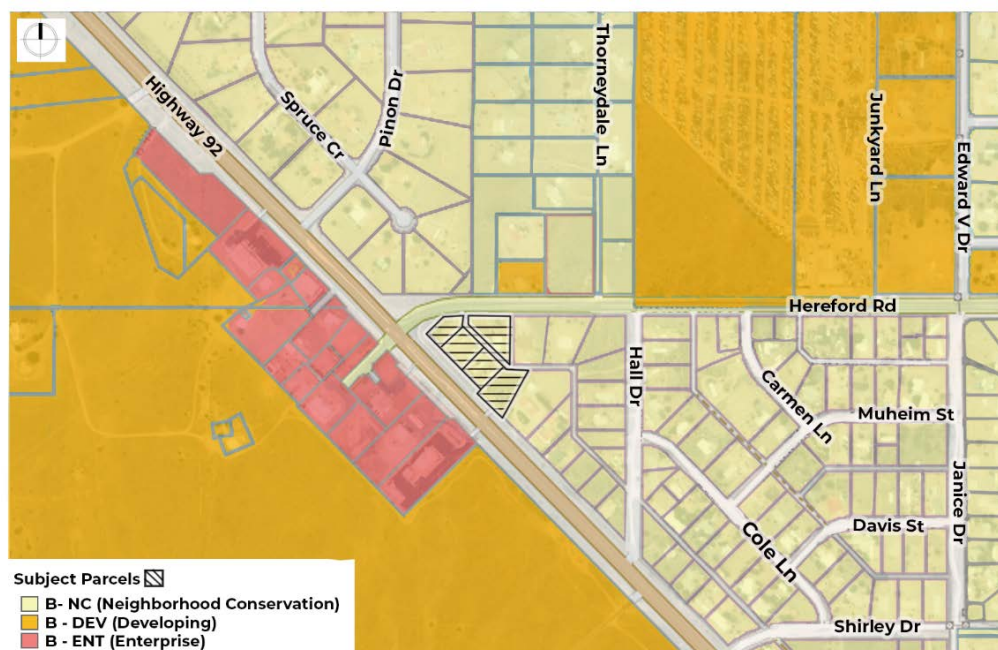 Highway 92
Spruce Cr
Pinon Dr
Thorneydale Ln
Junkyard Ln
Edward V Dr
Hereford Rd
Hall Dr
Carmen Ln
Muheim St
Janice Dr
Davis St
Cole Ln
Shirley Dr
Subject Parcels
B- NC (Neighborhood Conservation)
B - DEV (Developing)
B - ENT (Enterprise)